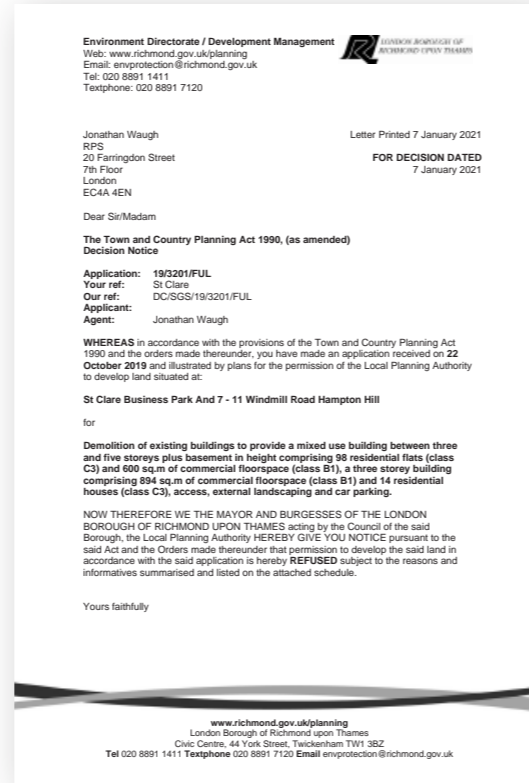 Environment Directorate / Development Management
Web: www.richmond.gov.uk/planning
Email: envprotection@richmond.gov.uk
Tel: 020 8891 1411
Textphone: 020 8891 7120
LONDON BOROUGH OF
RICHMOND UPON THAMES
Jonathan Waugh
RPS
20 Farringdon Street
7th Floor
London
EC4A 4EN
Letter Printed 7 January 2021
FOR DECISION DATED
7 January 2021
Dear Sir/Madam
The Town and Country Planning Act 1990, (as amended)
Decision Notice
Application: 19/3201/FUL
Your ref: St Clare
Our ref: DC/SGS/19/3201/FUL
Applicant:
Agent: Jonathan Waugh
WHEREAS in accordance with the provisions of the Town and Country Planning Act
1990 and the orders made thereunder, you have made an application received on 22
October 2019 and illustrated by plans for the permission of the Local Planning Authority
to develop land situated at:
St Clare Business Park And 7 - 11 Windmill Road Hampton Hill
for
Demolition of existing buildings to provide a mixed use building between three
and five storeys plus basement in height comprising 98 residential flats (class
C3) and 600 sq.m of commercial floorspace (class B1), a three storey building
comprising 894 sq.m of commercial floorspace (class B1) and 14 residential
houses (class C3), access, external landscaping and car parking.
NOW THEREFORE WE THE MAYOR AND BURGESSES OF THE LONDON
BOROUGH OF RICHMOND UPON THAMES acting by the Council of the said
Borough, the Local Planning Authority HEREBY GIVE YOU NOTICE pursuant to the
said Act and the Orders made thereunder that permission to develop the said land in
accordance with the said application is hereby REFUSED subject to the reasons and
informatives summarised and listed on the attached schedule.
Yours faithfully
www.richmond.gov.uk/planning
London Borough of Richmond upon Thames
Civic Centre, 44 York Street, Twickenham TW1 3BZ
Tel 020 8891 1411 Textphone 020 8891 7120 Email envprotection@richmond.gov.uk